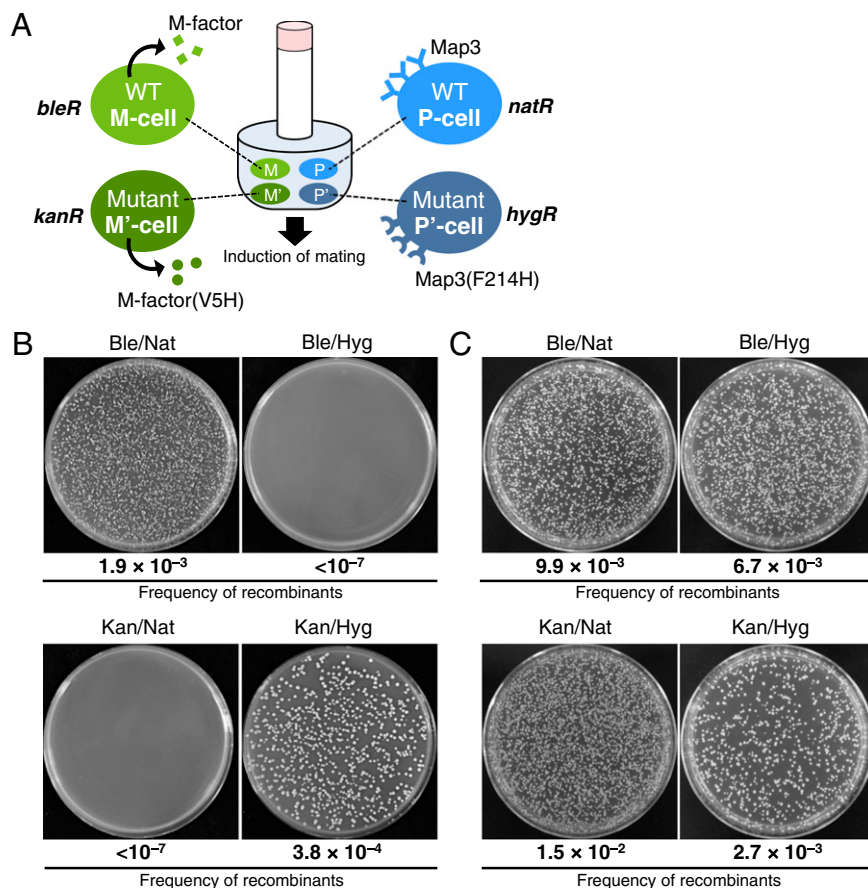 A
M-factor
Map3
bleR
WT
M-cell
WT
P-cell
natR
M
P
M'
P'
kanR
Mutant
M'-cell
Mutant
P'-cell
hygR
Induction of mating
M-factor(V5H)
Map3(F214H)
B
Ble/Nat
Ble/Hyg
1.9 × 10⁻³
<10⁻⁷
Frequency of recombinants
Kan/Nat
Kan/Hyg
<10⁻⁷
3.8 × 10⁻⁴
Frequency of recombinants
C
Ble/Nat
Ble/Hyg
9.9 × 10⁻³
6.7 × 10⁻³
Frequency of recombinants
Kan/Nat
Kan/Hyg
1.5 × 10⁻²
2.7 × 10⁻³
Frequency of recombinants